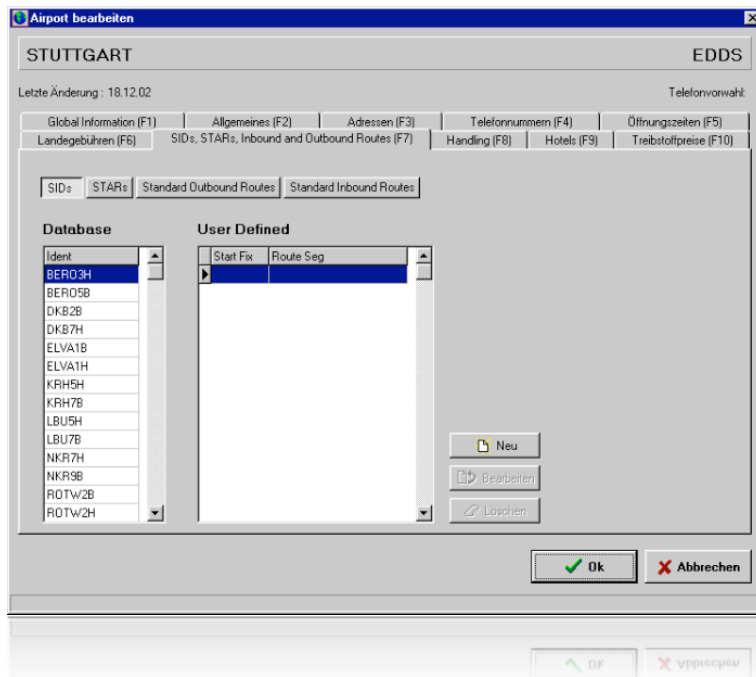 Airport bearbeiten
STUTTGART EDDS
Letzte Änderung : 18.12.02 Telefonvorwahl:
Global Information (F1) Allgemeines (F2) Adressen (F3) Telefonnummern (F4) Öffnungszeiten (F5)
Landegebühren (F6) SIDs, STARs, Inbound and Outbound Routes (F7) Handling (F8) Hotels (F9) Treibstoffpreise (F10)
SIDs STARs Standard Outbound Routes Standard Inbound Routes
Database User Defined
Ident Start Fix Route Seg
BERO3H
BERO5B
DKB2B
DKB7H
ELVA1B
ELVA1H
KRH5H
KRH7B
LBU5H
LBU7B
NKR7H
NKR9B
ROTW2B
ROTW2H
Neu
Bearbeiten
Löschen
Ok Abbrechen